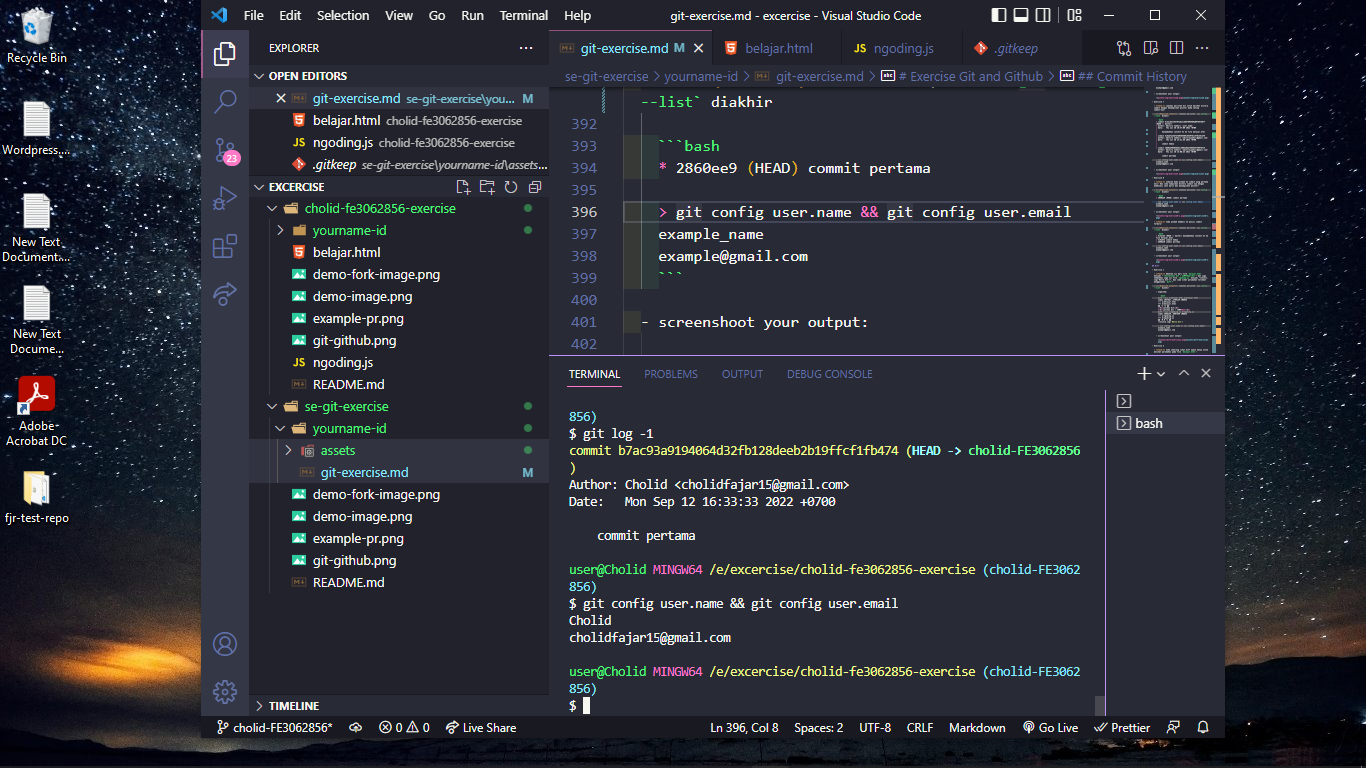 Recycle Bin
Wordpress....
New Text
Document:...
New Text
Docume...
Adobe
Acrobat DC
fjr-test-repo
File Edit Selection View Go Run Terminal Help
git-exercise.md - excercise - Visual Studio Code
EXPLORER
OPEN EDITORS
git-exercise.md se-git-exercise\you... M
belajar.html cholid-fe3062856-exercise
ngoding.js cholid-fe3062856-exercise
.gitkeep se-git-exercise\yourname-id\assets...
23
EXCERCISE
cholid-fe3062856-exercise
yourname-id
belajar.html
demo-fork-image.png
demo-image.png
example-pr.png
git-github.png
JS ngoding.js
README.md
se-git-exercise
yourname-id
assets
git-exercise.md M
demo-fork-image.png
demo-image.png
example-pr.png
git-github.png
README.md
TIMELINE
git-exercise.md M
belajar.html
JS ngoding.js
.gitkeep
se-git-exercise > yourname-id > git-exercise.md > # Exercise Git and Github > ## Commit History
--list` diakhir
392
393 ```bash
394 * 2860ee9 (HEAD) commit pertama
395
396 > git config user.name && git config user.email
397 example_name
398 example@gmail.com
399 ```
400
401 - screenshoot your output:
402
TERMINAL PROBLEMS OUTPUT DEBUG CONSOLE
bash
856)
$ git log -1
commit b7ac93a9194064d32fb128deeb2b19ffcf1fb474 (HEAD -> cholid-FE3062856
)
Author: Cholid <cholidfajar15@gmail.com>
Date: Mon Sep 12 16:33:33 2022 +0700
commit pertama
user@Cholid MINGW64 /e/excercise/cholid-fe3062856-exercise (cholid-FE3062
856)
$ git config user.name && git config user.email
Cholid
cholidfajar15@gmail.com
user@Cholid MINGW64 /e/excercise/cholid-fe3062856-exercise (cholid-FE3062
856)
$
cholid-FE3062856* 0 0 Live Share Ln 396, Col 8 Spaces: 2 UTF-8 CRLF Markdown Go Live Prettier